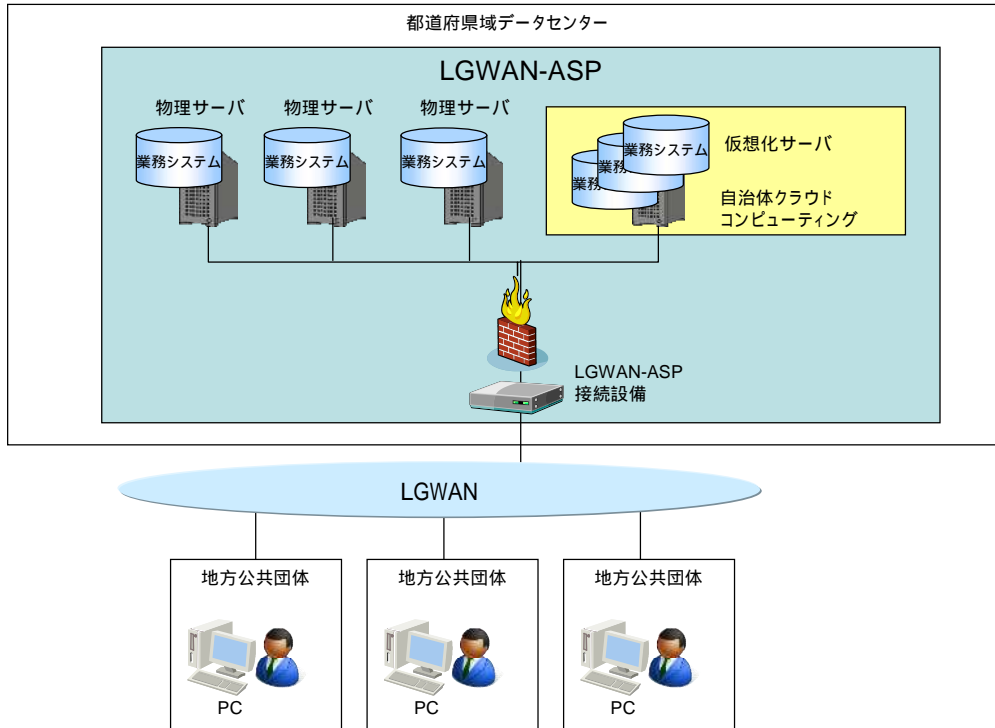 都道府県域データセンター
LGWAN-ASP
物理サーバ
物理サーバ
物理サーバ
業務システム
業務システム
業務システム
業務システム
業務
業務
仮想化サーバ
自治体クラウド
コンピューティング
LGWAN-ASP
接続設備
LGWAN
地方公共団体
地方公共団体
地方公共団体
PC
PC
PC